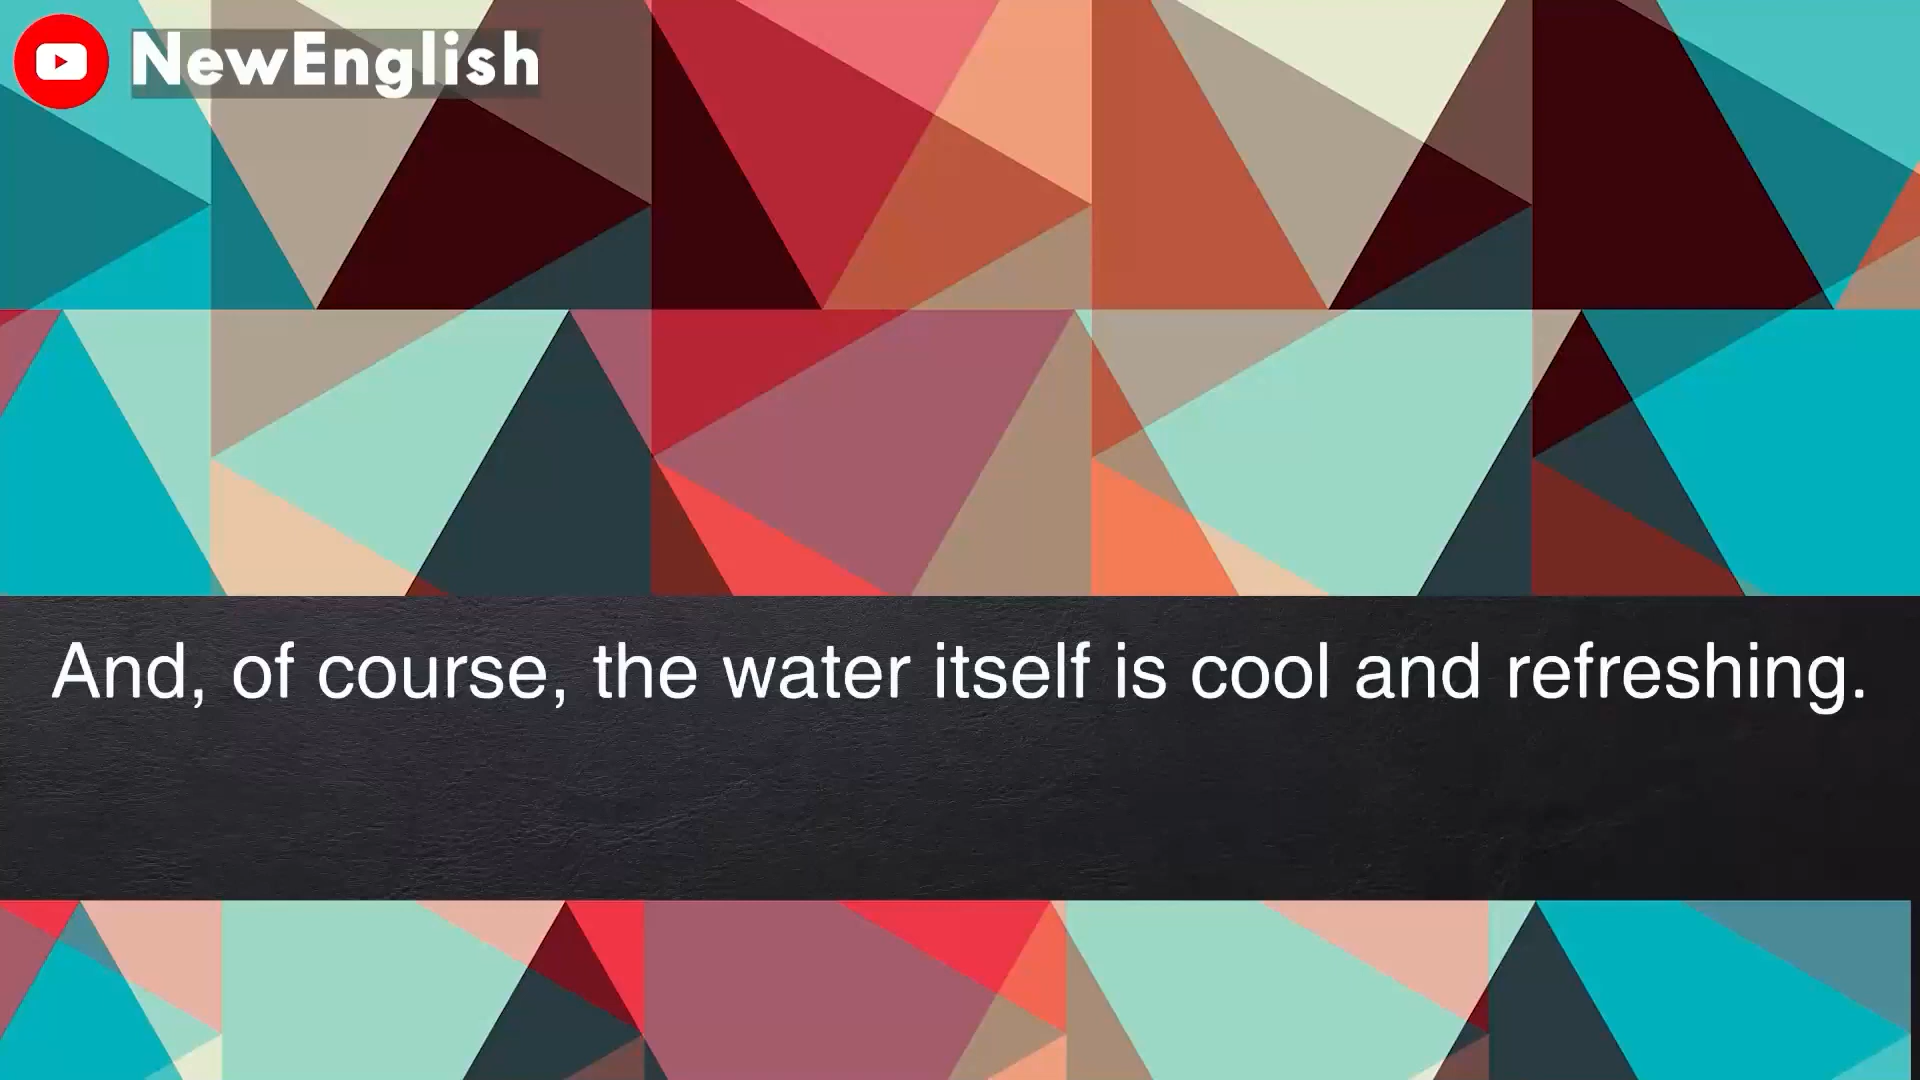 NewEnglish
And, of course, the water itself is cool and refreshing.